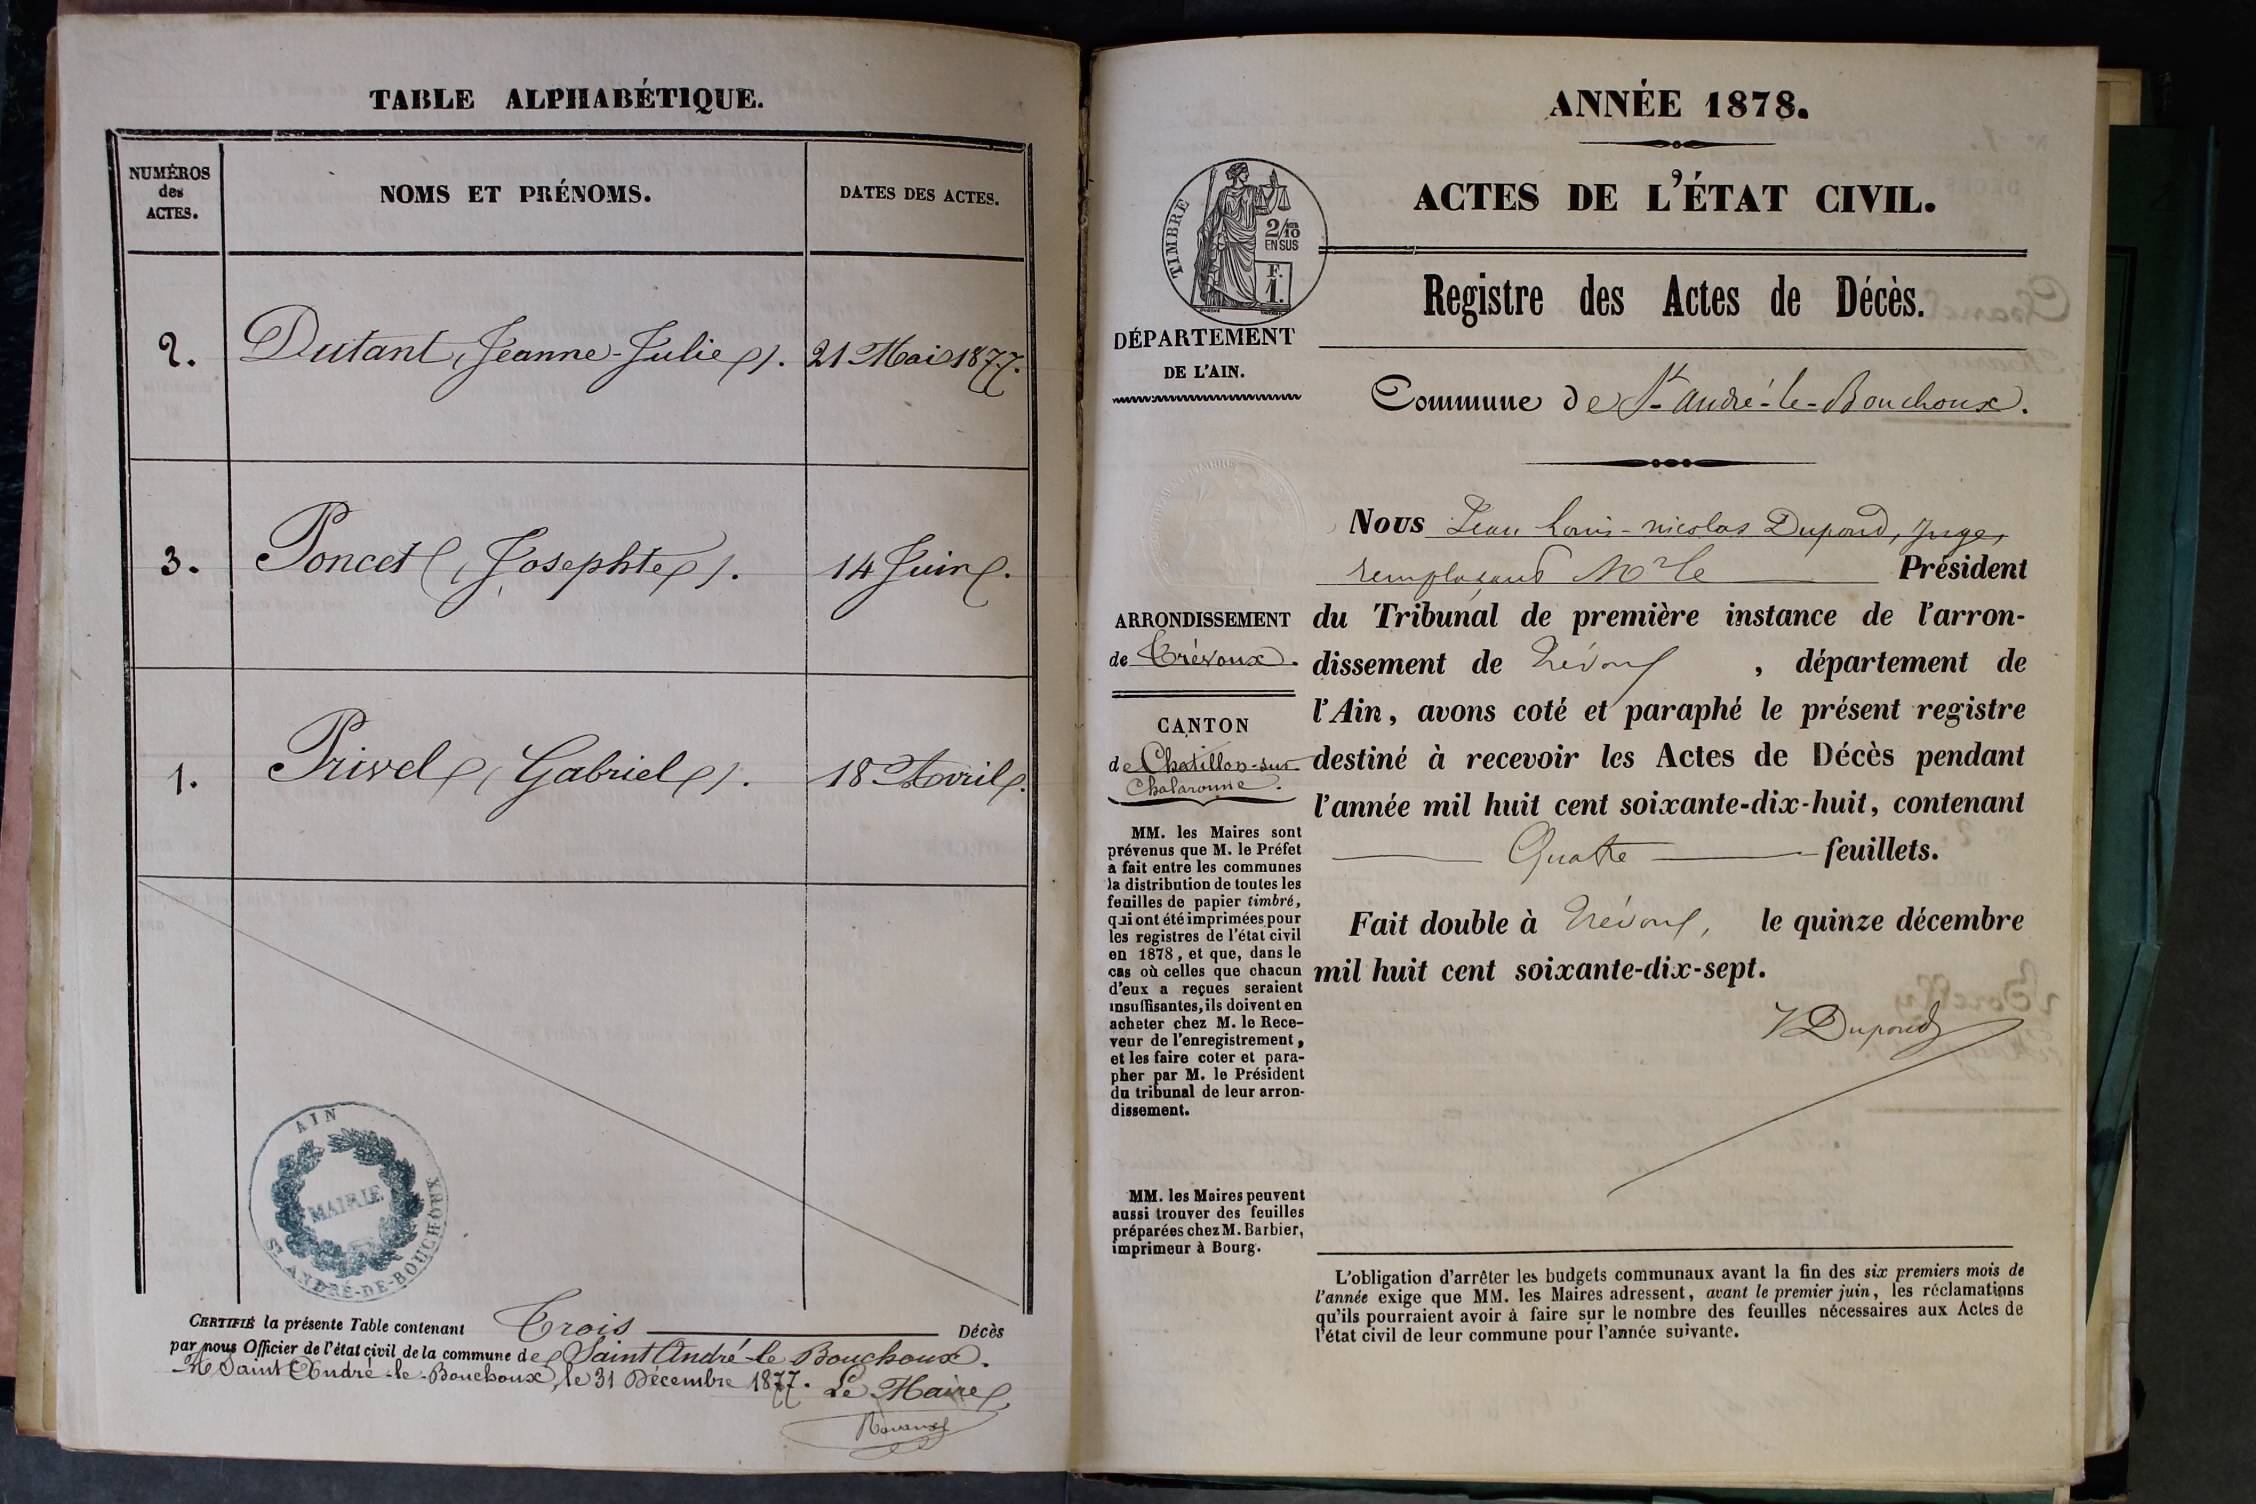 TABLE ALPHABÉTIQUE.
NUMÉROS
des
ACTES.
NOMS ET PRÉNOMS.
DATES DES ACTES.
2. Dutant (Jeanne-Julie). 21 Mai 1877.
3. Poncet (Josephte). 14 Juin.
1. Privel (Gabriel). 18 Avril.
AIN
MAIRIE
ST ANDRÉ-DE-BOUCHOUX
CERTIFIÉ la présente Table contenant Trois Décès
par nous Officier de l'état civil de la commune de Saint André-le Bouchoux.
A Saint André-le-Bouchoux, le 31 Décembre 1877. Le Maire
ANNÉE 1878.
ACTES DE L'ÉTAT CIVIL.
TIMBRE
2/10
EN SUS
F.
1.
Registre des Actes de Décès.
DÉPARTEMENT
DE L'AIN.
Commune de St André-le-Bouchoux.
Nous Jean Louis-nicolas Dupond, Juge,
remplaçant Mr le Président
du Tribunal de première instance de l'arron-
dissement de Trévoux, département de
l'Ain, avons coté et paraphé le présent registre
destiné à recevoir les Actes de Décès pendant
l'année mil huit cent soixante-dix-huit, contenant
Quatre feuillets.
Fait double à Trévoux, le quinze décembre
mil huit cent soixante-dix-sept.
Dupond
ARRONDISSEMENT
de Trévoux.
CANTON
de Chatillon-sur-
Chalaronne.
MM. les Maires sont
prévenus que M. le Préfet
a fait entre les communes
la distribution de toutes les
feuilles de papier timbré,
qui ont été imprimées pour
les registres de l'état civil
en 1878, et que, dans le
cas où celles que chacun
d'eux a reçues seraient
insuffisantes, ils doivent en
acheter chez M. le Rece-
veur de l'enregistrement,
et les faire coter et para-
pher par M. le Président
du tribunal de leur arron-
dissement.
MM. les Maires peuvent
aussi trouver des feuilles
préparées chez M. Barbier,
imprimeur à Bourg.
L'obligation d'arrêter les budgets communaux avant la fin des six premiers mois de
l'année exige que MM. les Maires adressent, avant le premier juin, les réclamations
qu'ils pourraient avoir à faire sur le nombre des feuilles nécessaires aux Actes de
l'état civil de leur commune pour l'année suivante.